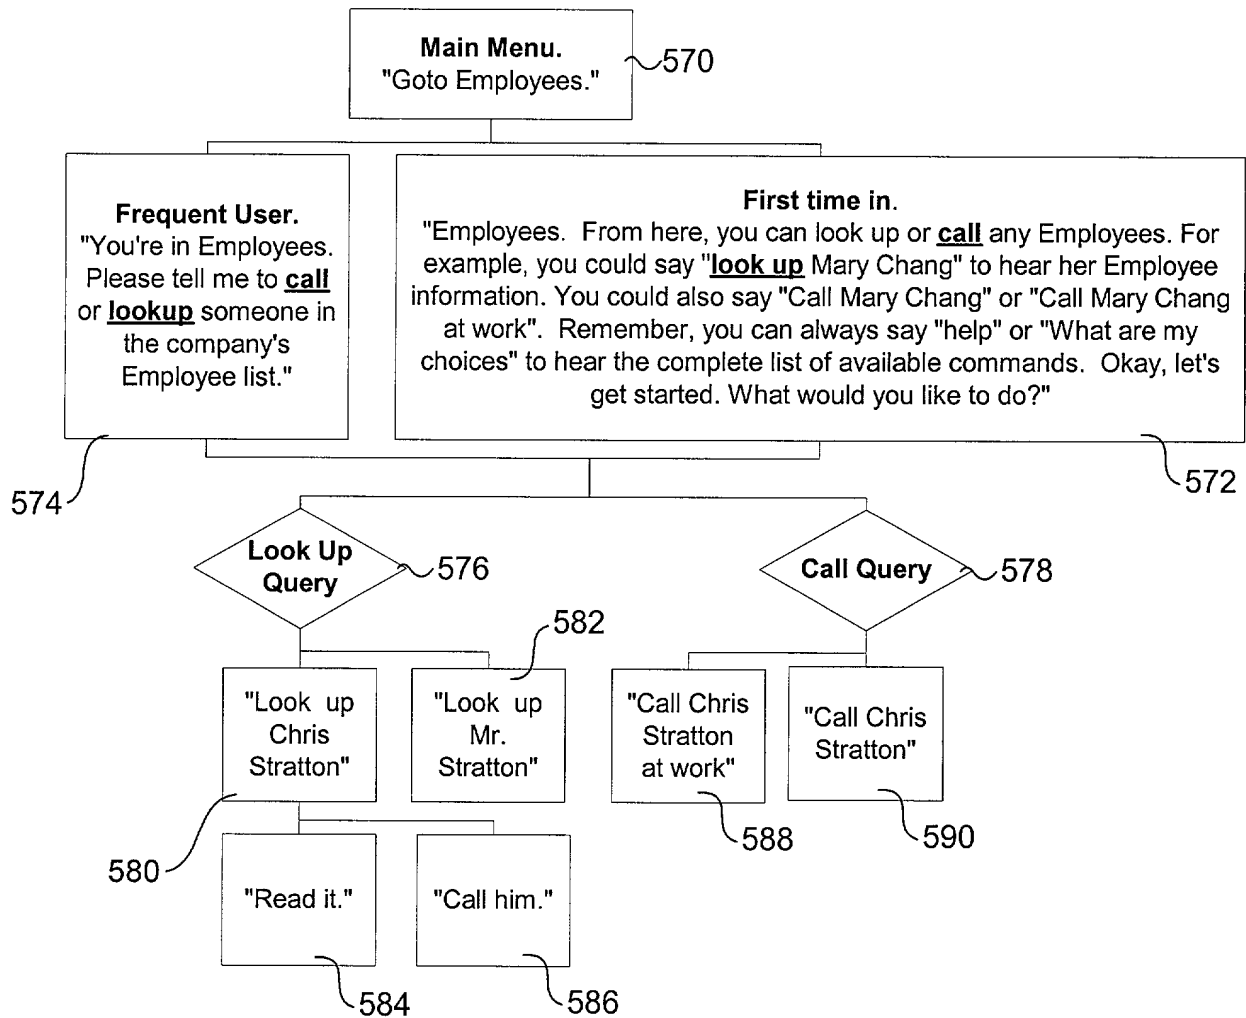 Main Menu.
"Goto Employees."
570
Frequent User.
"You're in Employees.
Please tell me to call
or lookup someone in
the company's
Employee list."
574
First time in.
"Employees.  From here, you can look up or call any Employees. For
example, you could say "look up Mary Chang" to hear her Employee
information. You could also say "Call Mary Chang" or "Call Mary Chang
at work".  Remember, you can always say "help" or "What are my
choices" to hear the complete list of available commands.  Okay, let's
get started. What would you like to do?"
572
Look Up
Query
576
Call Query
578
"Look  up
Chris
Stratton"
580
"Look  up
Mr.
Stratton"
582
"Call Chris
Stratton
at work"
588
"Call Chris
Stratton"
590
"Read it."
584
"Call him."
586